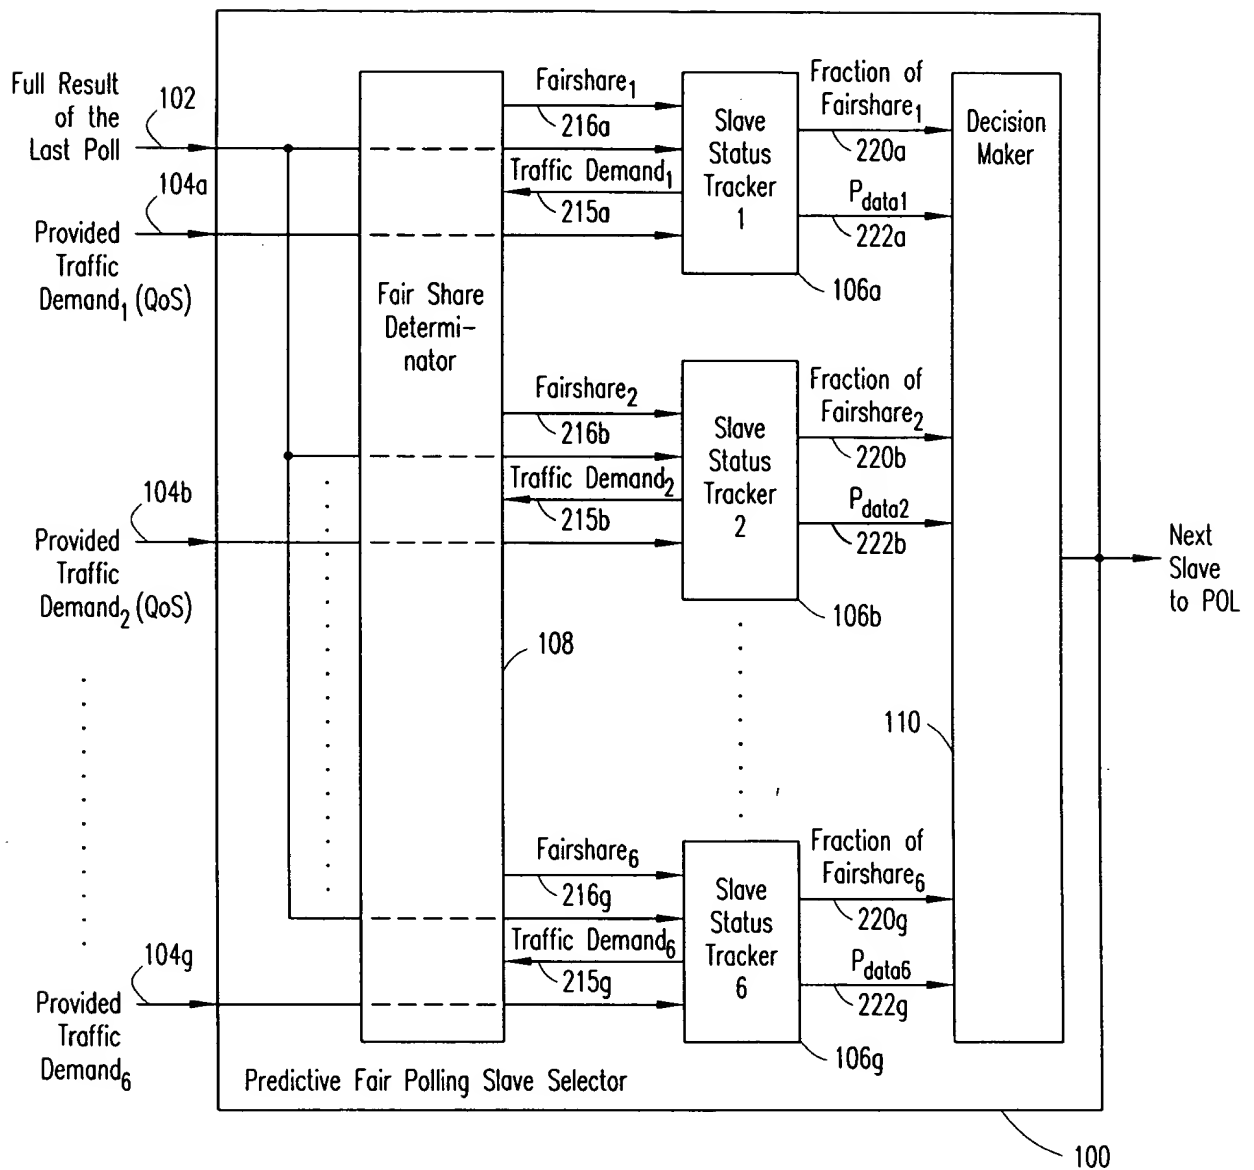 Full Result
of the
Last Poll
102
104a
Provided
Traffic
Demand1 (QoS)
104b
Provided
Traffic
Demand2 (QoS)
104g
Provided
Traffic
Demand6
Fair Share
Determi-
nator
108
Fairshare1
216a
Traffic Demand1
215a
Slave
Status
Tracker
1
106a
Fraction of
Fairshare1
220a
Pdata1
222a
Decision
Maker
Fairshare2
216b
Traffic Demand2
215b
Slave
Status
Tracker
2
106b
Fraction of
Fairshare2
220b
Pdata2
222b
110
Next
Slave
to POL
Fairshare6
216g
Traffic Demand6
215g
Slave
Status
Tracker
6
106g
Fraction of
Fairshare6
220g
Pdata6
222g
Predictive Fair Polling Slave Selector
100